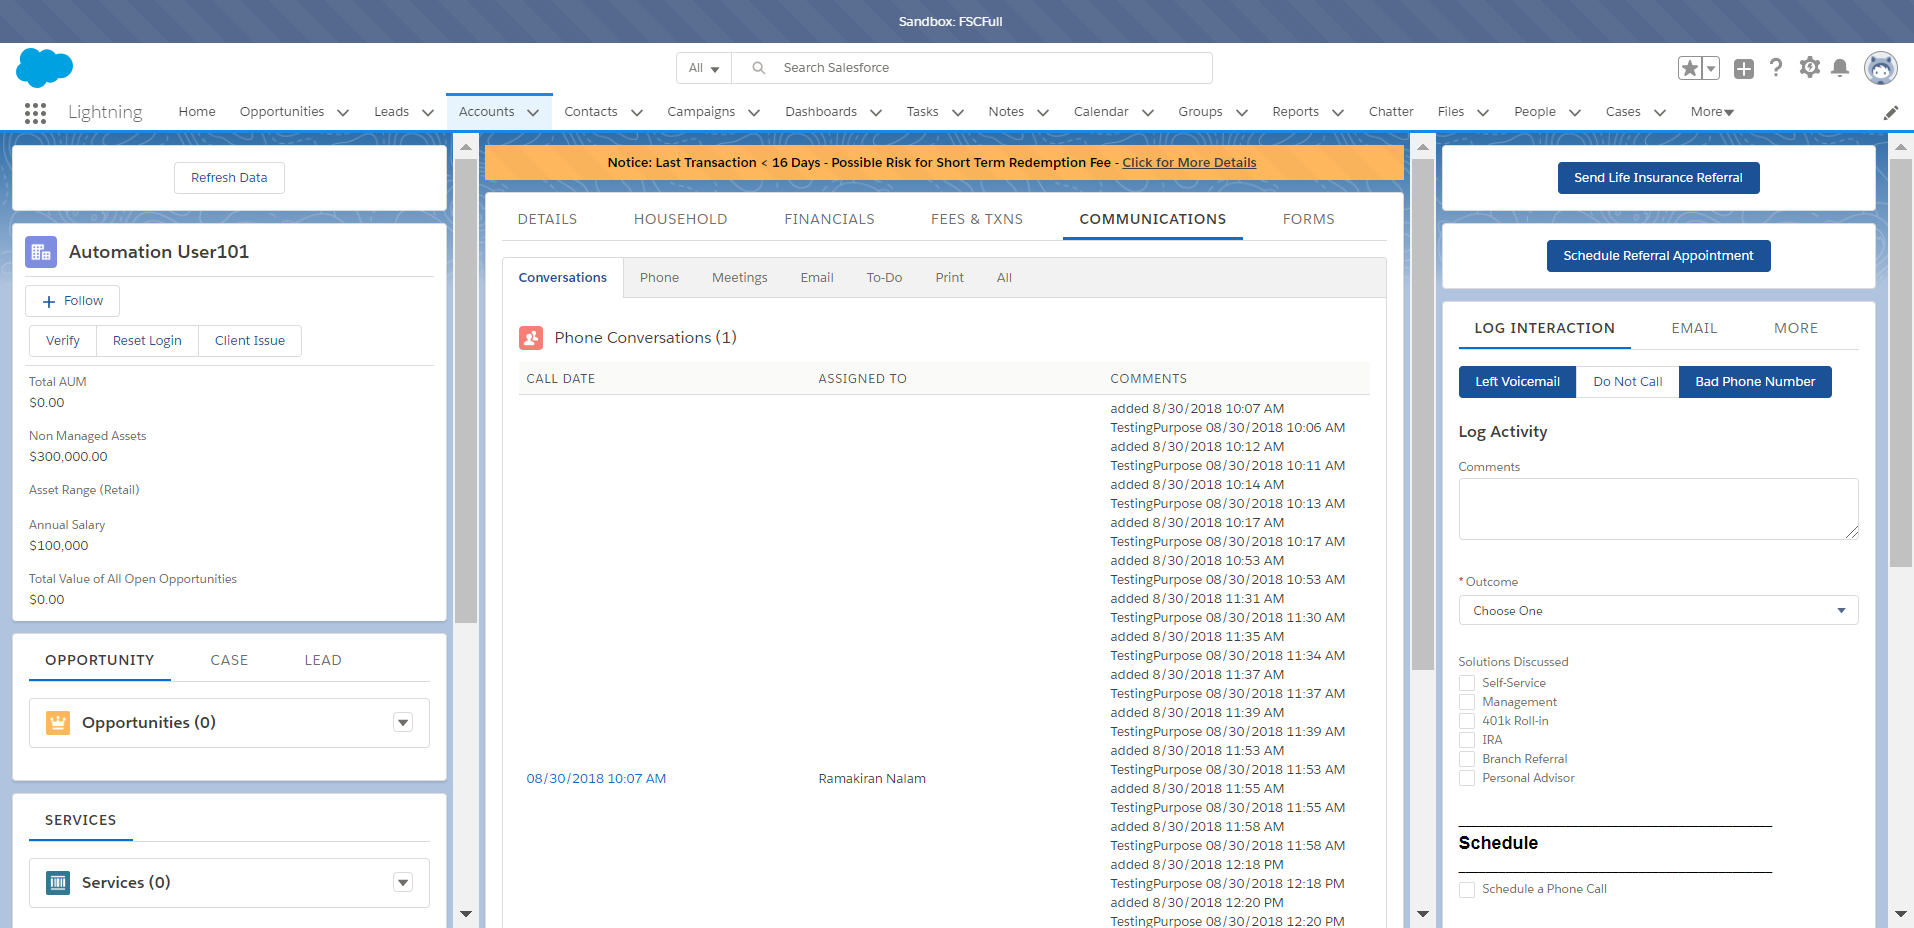 Sandbox: FSCFull
All
Search Salesforce
Lightning
Home
Opportunities
Leads
Accounts
Contacts
Campaigns
Dashboards
Tasks
Notes
Calendar
Groups
Reports
Chatter
Files
People
Cases
More
Refresh Data
Automation User101
Follow
Verify
Reset Login
Client Issue
Total AUM
$0.00
Non Managed Assets
$300,000.00
Asset Range (Retail)
Annual Salary
$100,000
Total Value of All Open Opportunities
$0.00
OPPORTUNITY
CASE
LEAD
Opportunities (0)
SERVICES
Services (0)
Notice: Last Transaction < 16 Days - Possible Risk for Short Term Redemption Fee - Click for More Details
DETAILS
HOUSEHOLD
FINANCIALS
FEES & TXNS
COMMUNICATIONS
FORMS
Conversations
Phone
Meetings
Email
To-Do
Print
All
Phone Conversations (1)
CALL DATE
ASSIGNED TO
COMMENTS
08/30/2018 10:07 AM
Ramakiran Nalam
added 8/30/2018 10:07 AM
TestingPurpose 08/30/2018 10:06 AM
added 8/30/2018 10:12 AM
TestingPurpose 08/30/2018 10:11 AM
added 8/30/2018 10:14 AM
TestingPurpose 08/30/2018 10:13 AM
added 8/30/2018 10:17 AM
TestingPurpose 08/30/2018 10:17 AM
added 8/30/2018 10:53 AM
TestingPurpose 08/30/2018 10:53 AM
added 8/30/2018 11:31 AM
TestingPurpose 08/30/2018 11:30 AM
added 8/30/2018 11:35 AM
TestingPurpose 08/30/2018 11:34 AM
added 8/30/2018 11:37 AM
TestingPurpose 08/30/2018 11:37 AM
added 8/30/2018 11:39 AM
TestingPurpose 08/30/2018 11:39 AM
added 8/30/2018 11:53 AM
TestingPurpose 08/30/2018 11:53 AM
added 8/30/2018 11:55 AM
TestingPurpose 08/30/2018 11:55 AM
added 8/30/2018 11:58 AM
TestingPurpose 08/30/2018 11:58 AM
added 8/30/2018 12:18 PM
TestingPurpose 08/30/2018 12:18 PM
added 8/30/2018 12:20 PM
TestingPurpose 08/30/2018 12:20 PM
Send Life Insurance Referral
Schedule Referral Appointment
LOG INTERACTION
EMAIL
MORE
Left Voicemail
Do Not Call
Bad Phone Number
Log Activity
Comments
* Outcome
Choose One
Solutions Discussed
Self-Service
Management
401k Roll-in
IRA
Branch Referral
Personal Advisor
Schedule
Schedule a Phone Call